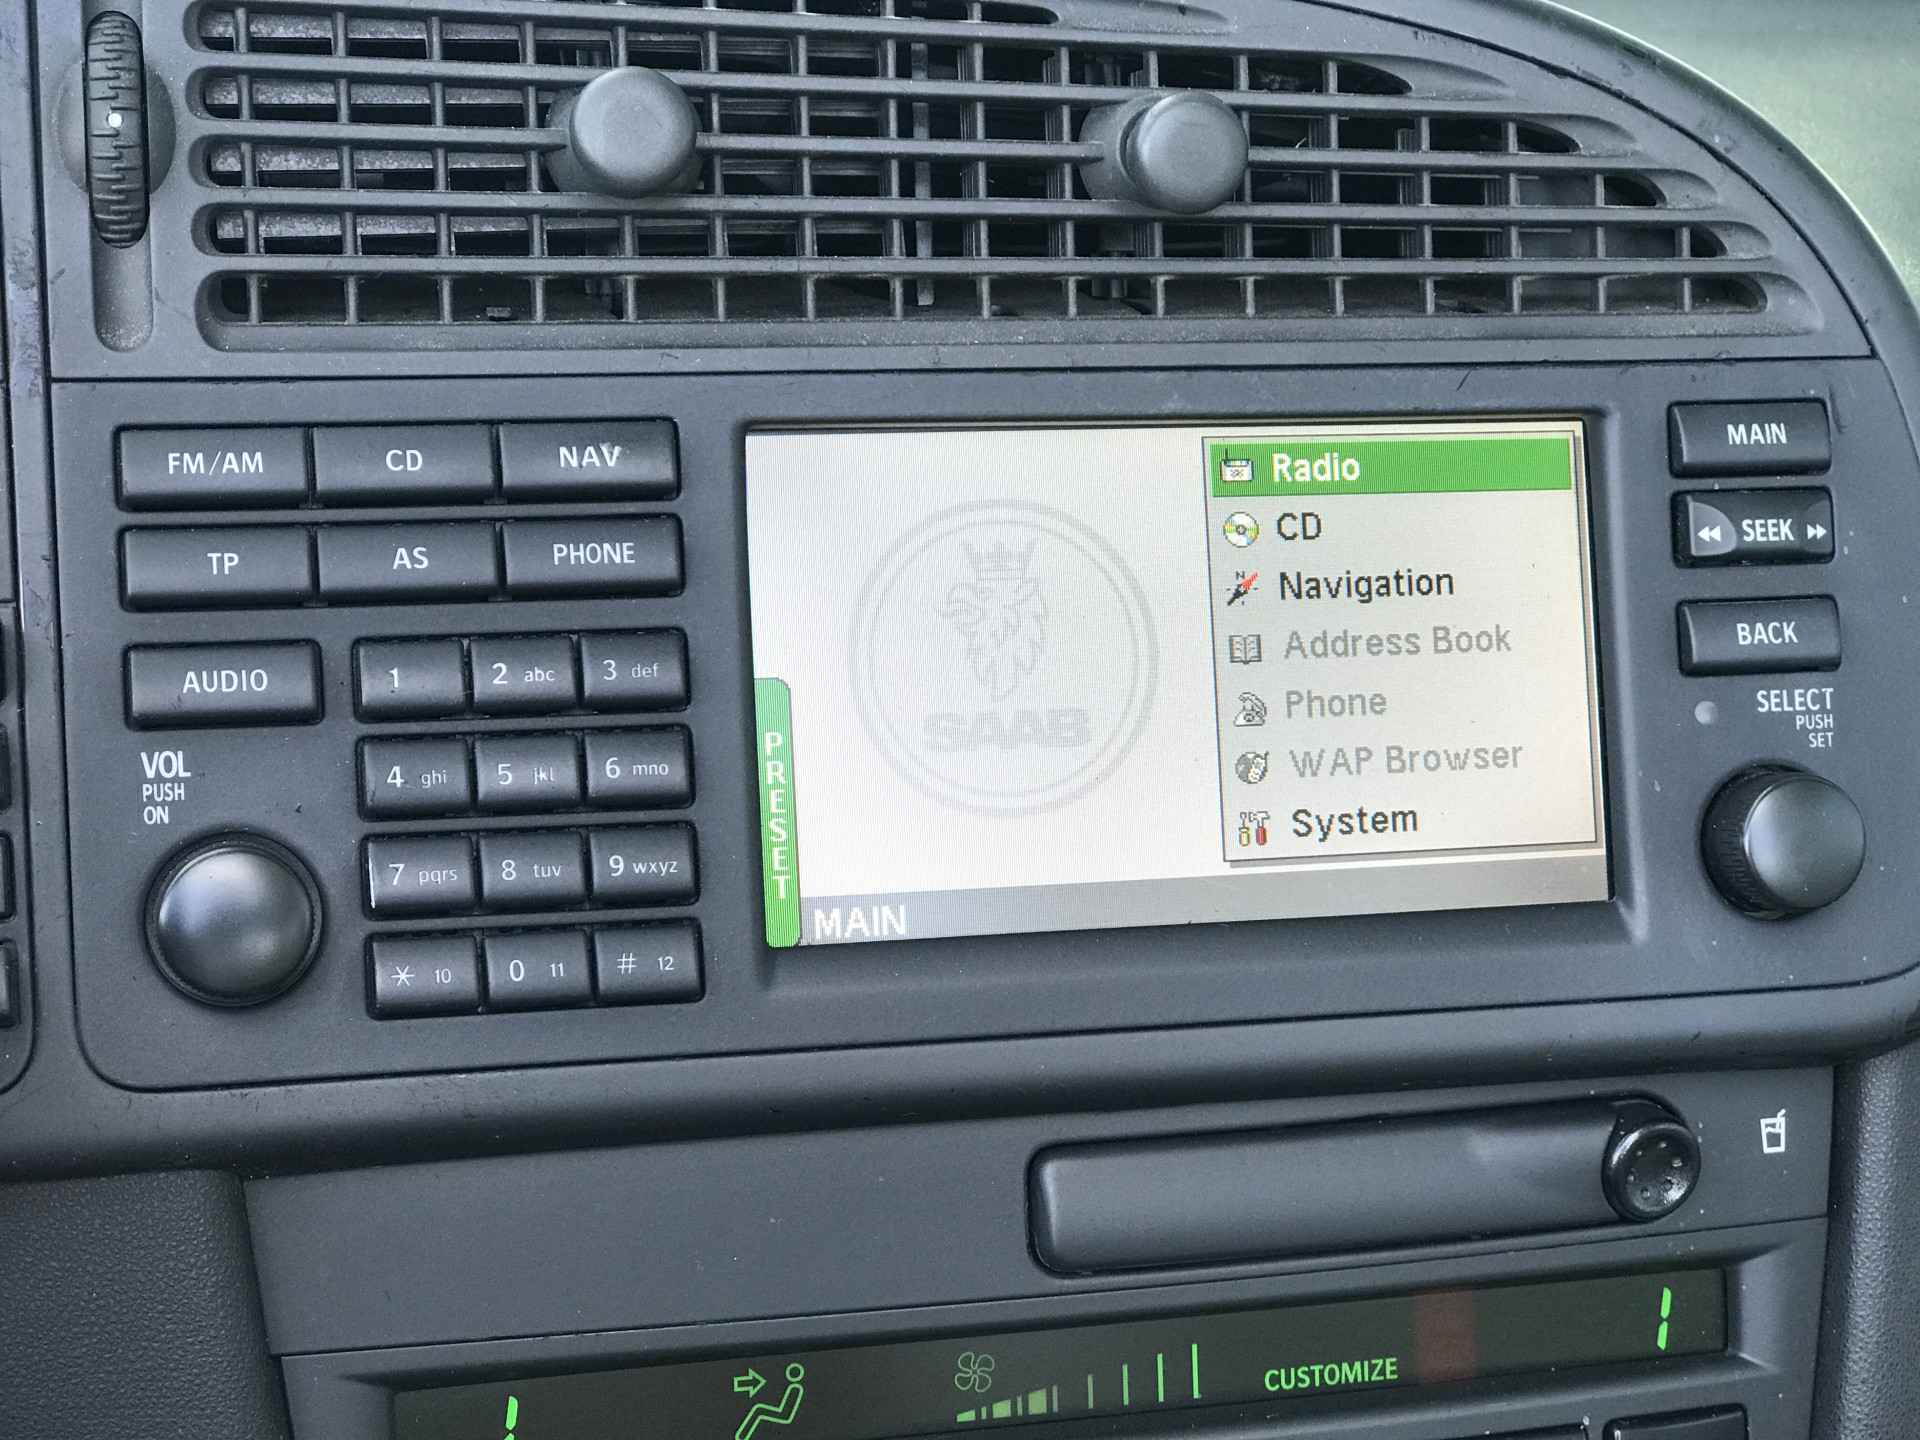 FM/AM CD NAV
TP AS PHONE
AUDIO
VOL
PUSH
ON
1 2 abc 3 def
4 ghi 5 jkl 6 mno
7 pqrs 8 tuv 9 wxyz
* 10 0 11 # 12
PRESET
SAAB
Radio
CD
N
Navigation
Address Book
Phone
WAP Browser
System
MAIN
MAIN
SEEK
BACK
SELECT
PUSH
SET
1
CUSTOMIZE
1